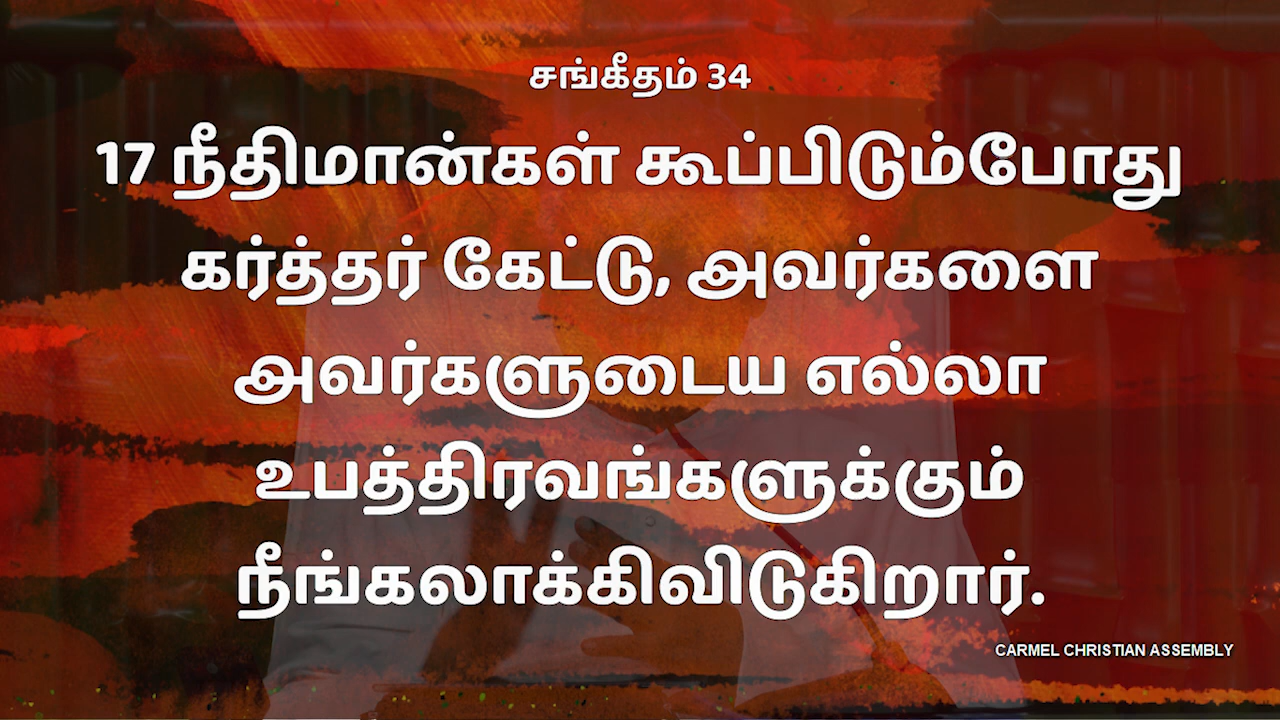 சங்கீதம் 34
17 நீதிமான்கள் கூப்பிடும்போது
கர்த்தர் கேட்டு, அவர்களை
அவர்களுடைய எல்லா
உபத்திரவங்களுக்கும்
நீங்கலாக்கிவிடுகிறார்.
CARMEL CHRISTIAN ASSEMBLY